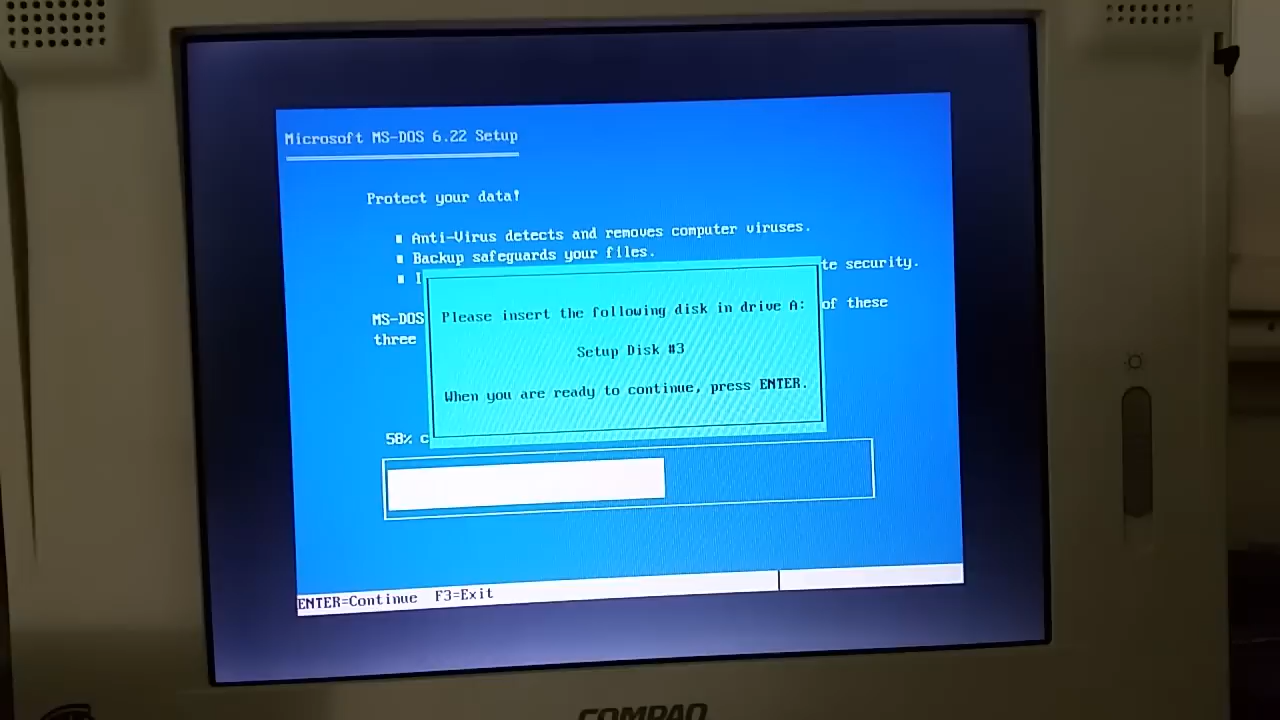 Microsoft MS-DOS 6.22 Setup
Protect your data!
▪ Anti-Virus detects and removes computer viruses.
▪ Backup safeguards your files.
te security.
MS-DOS
of these
three
Please insert the following disk in drive A:
Setup Disk #3
When you are ready to continue, press ENTER.
58% c
ENTER=Continue F3=Exit
COMPAQ